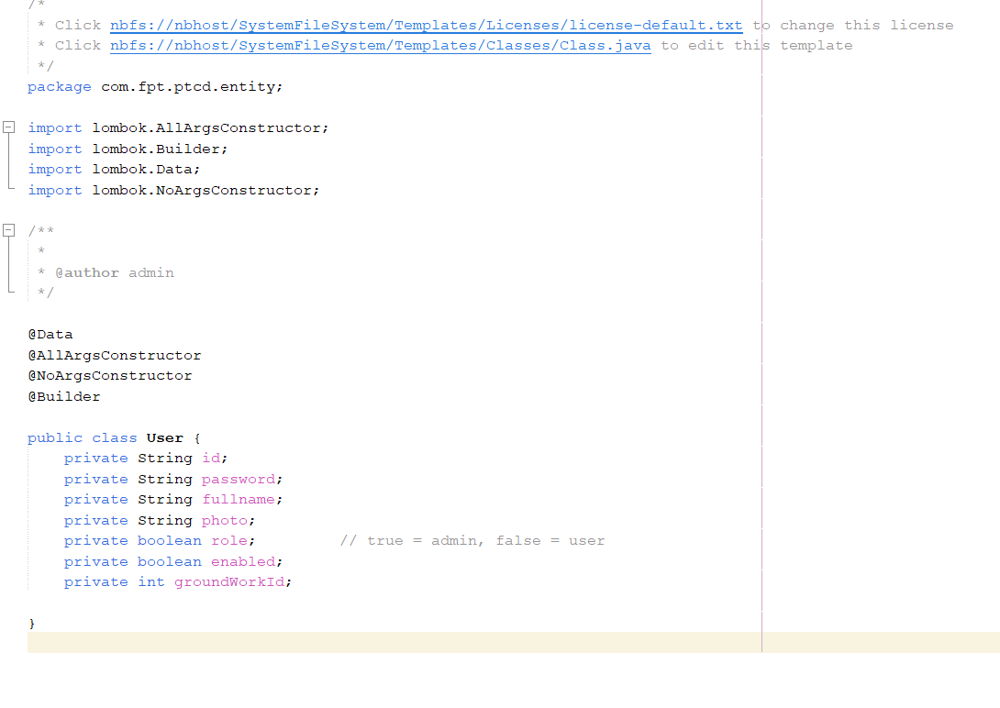 /*
 * Click nbfs://nbhost/SystemFileSystem/Templates/Licenses/license-default.txt to change this license
 * Click nbfs://nbhost/SystemFileSystem/Templates/Classes/Class.java to edit this template
 */
package com.fpt.ptcd.entity;

import lombok.AllArgsConstructor;
import lombok.Builder;
import lombok.Data;
import lombok.NoArgsConstructor;

/**
 *
 * @author admin
 */

@Data
@AllArgsConstructor
@NoArgsConstructor
@Builder

public class User {
    private String id;
    private String password;
    private String fullname;
    private String photo;
    private boolean role;         // true = admin, false = user
    private boolean enabled;
    private int groundWorkId;

}